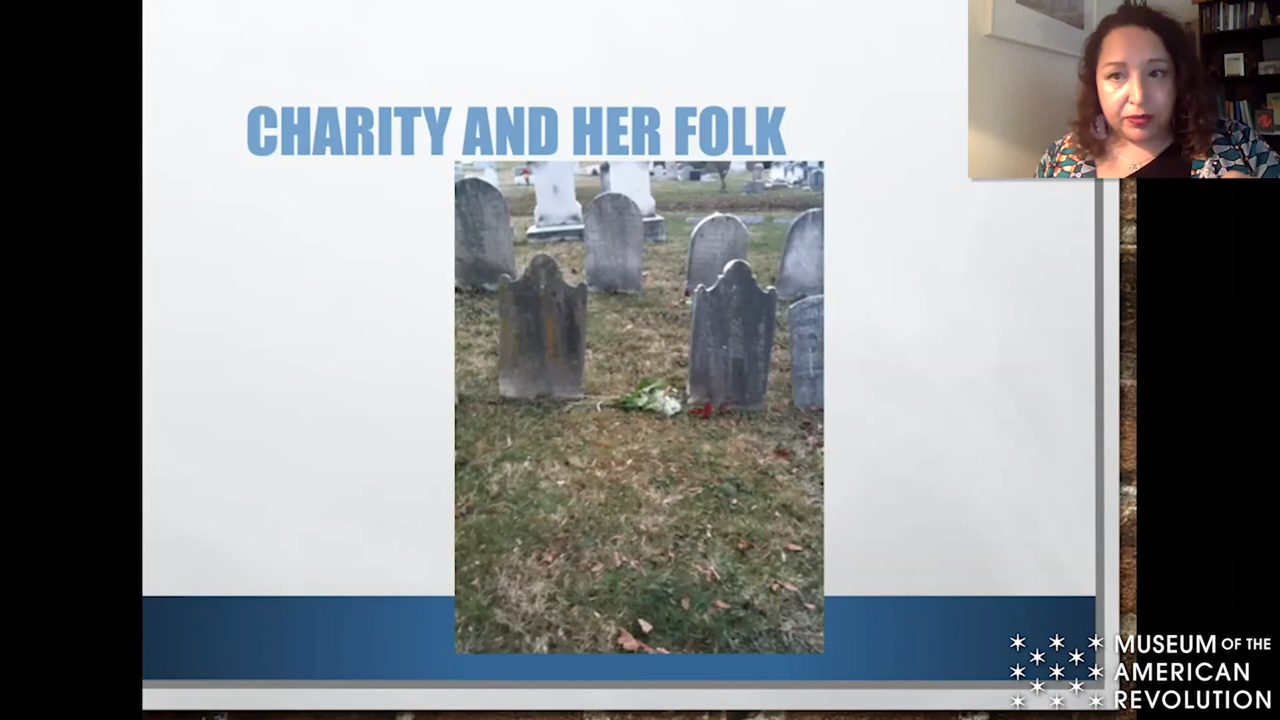 CHARITY AND HER FOLK
MUSEUM OF THE
AMERICAN
REVOLUTION